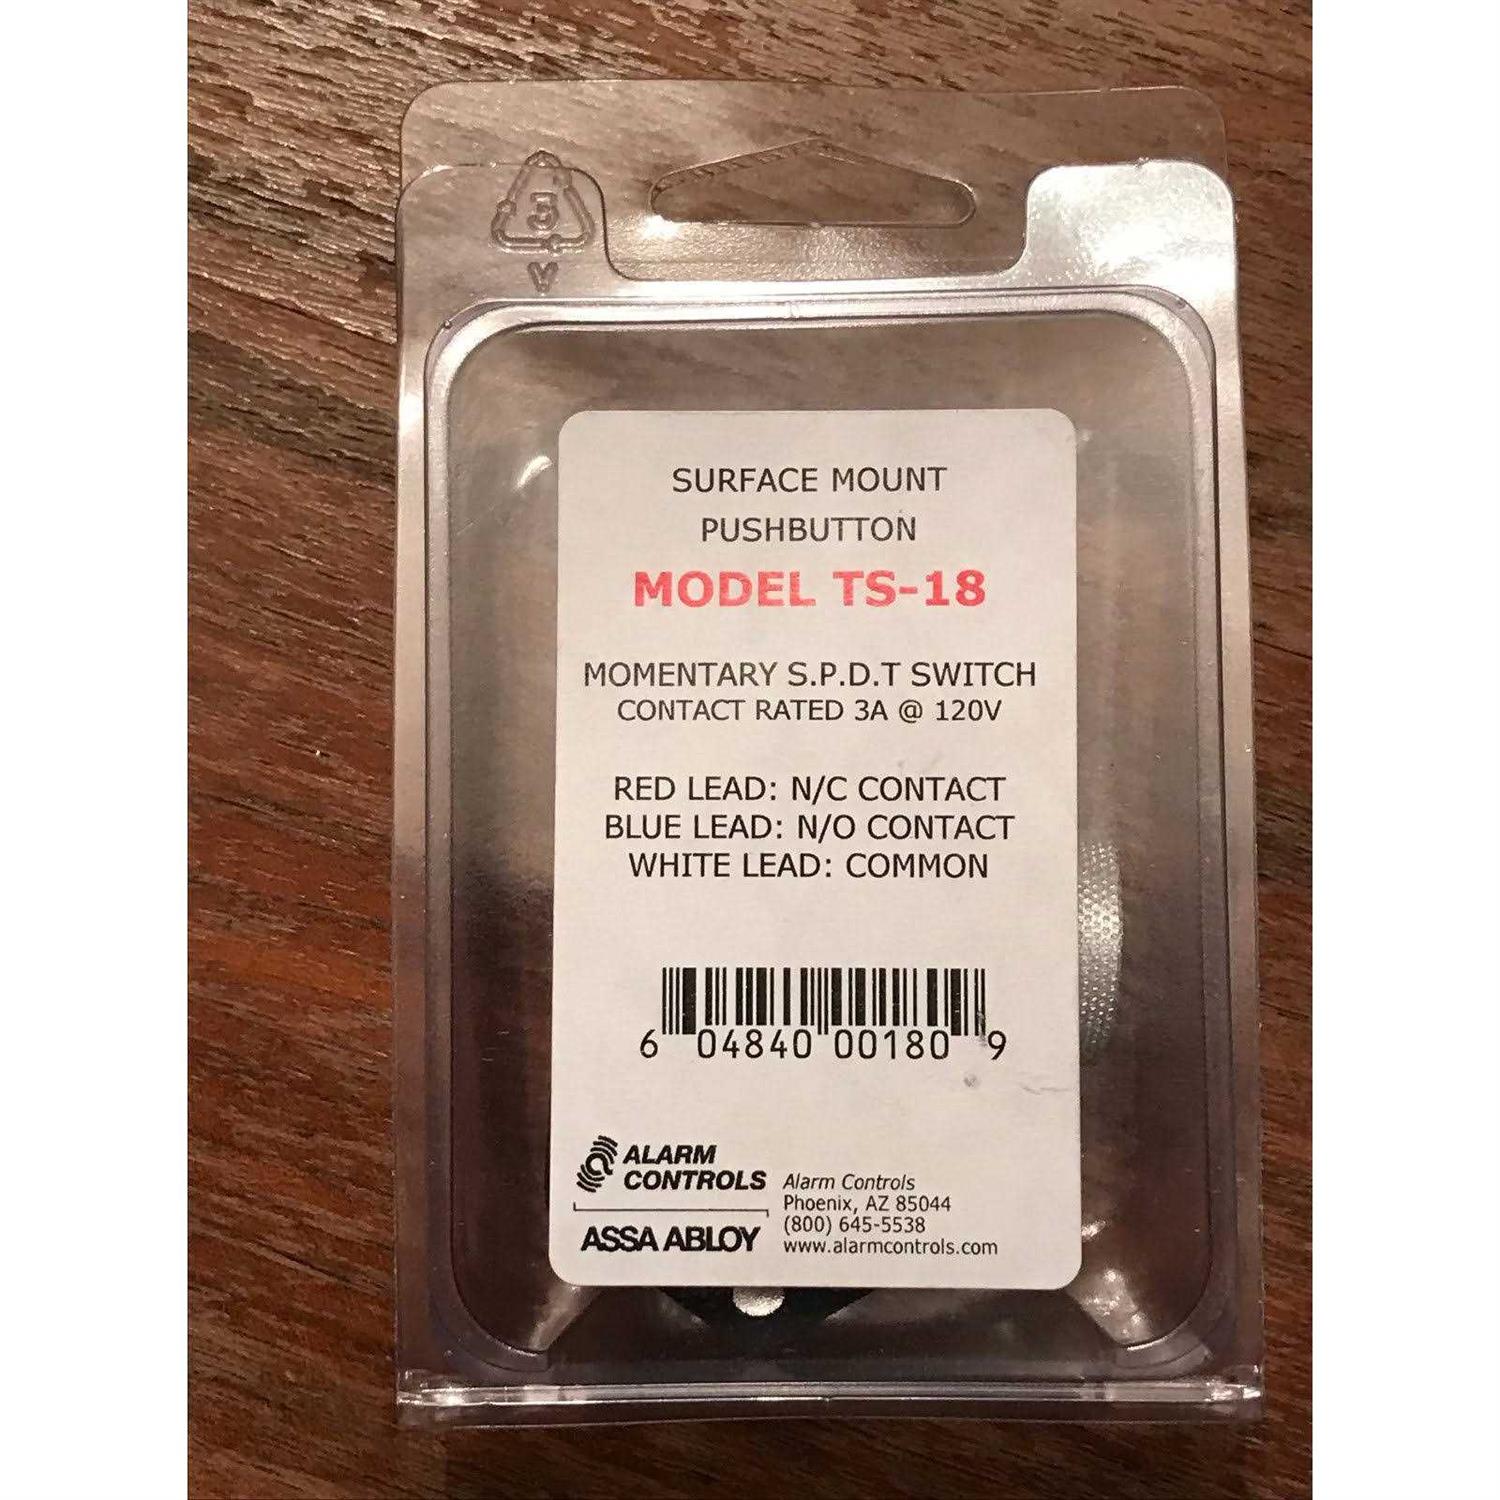 3
V
SURFACE MOUNT
PUSHBUTTON
MODEL TS-18
MOMENTARY S.P.D.T SWITCH
CONTACT RATED 3A @ 120V
RED LEAD: N/C CONTACT
BLUE LEAD: N/O CONTACT
WHITE LEAD: COMMON
6 04840 00180 9
ALARM
CONTROLS
ASSA ABLOY
Alarm Controls
Phoenix, AZ 85044
(800) 645-5538
www.alarmcontrols.com